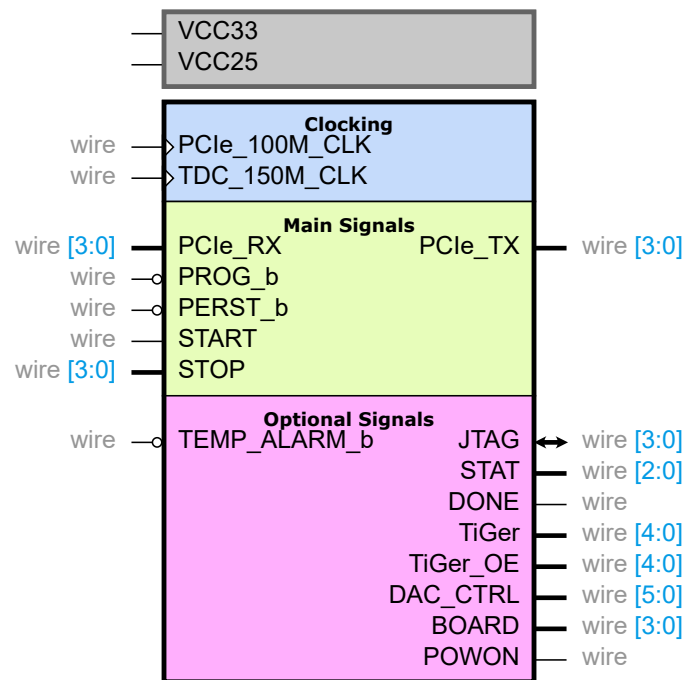 VCC33
VCC25
Clocking
wire PCIe_100M_CLK
wire TDC_150M_CLK
Main Signals
wire [3:0] PCIe_RX PCIe_TX wire [3:0]
wire PROG_b
wire PERST_b
wire START
wire [3:0] STOP
Optional Signals
wire TEMP_ALARM_b JTAG wire [3:0]
STAT wire [2:0]
DONE wire
TiGer wire [4:0]
TiGer_OE wire [4:0]
DAC_CTRL wire [5:0]
BOARD wire [3:0]
POWON wire